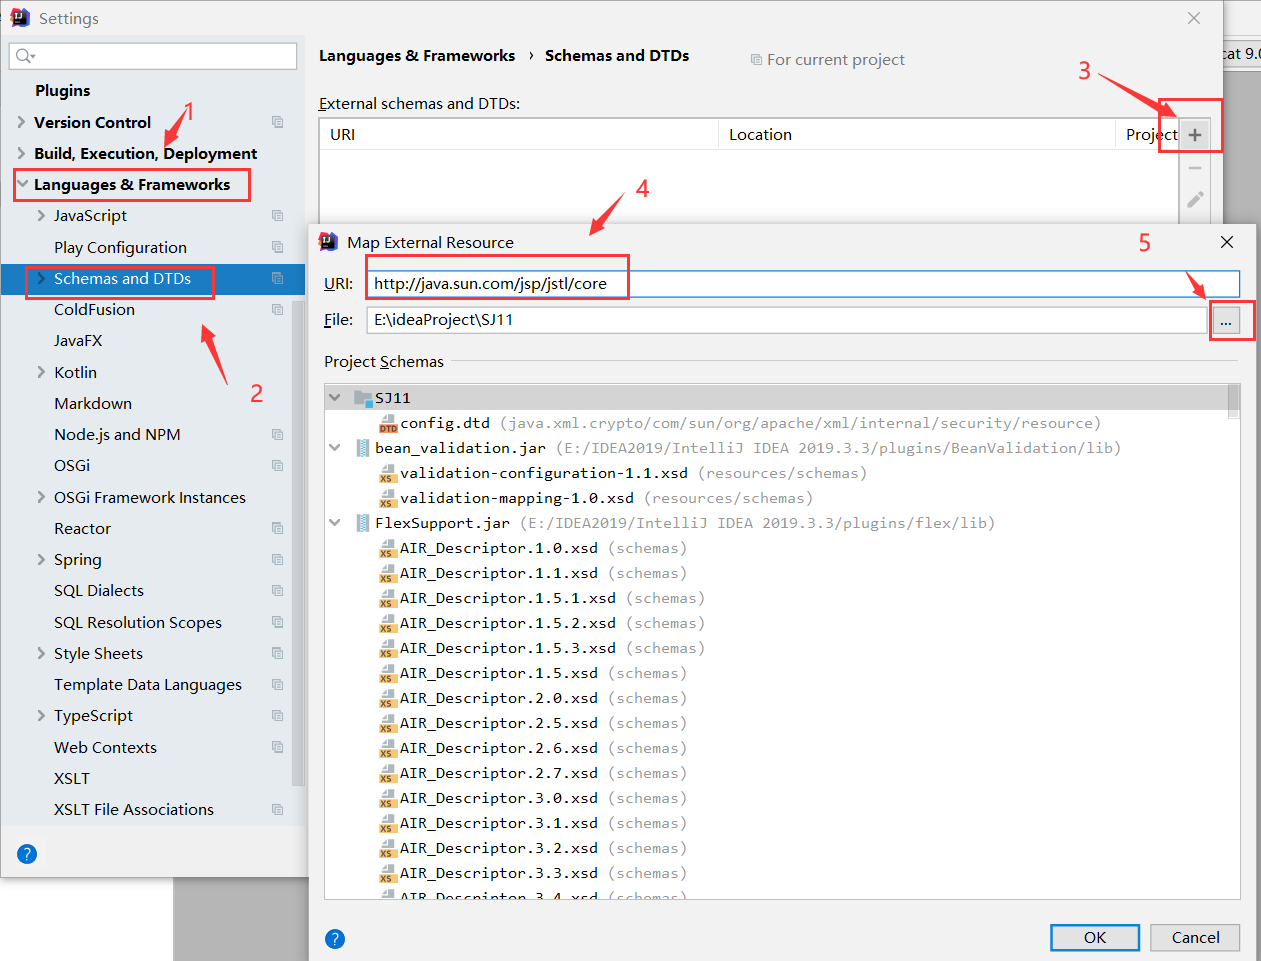 Settings
cat 9.0
Languages & Frameworks › Schemas and DTDs
For current project
Plugins
Version Control
Build, Execution, Deployment
Languages & Frameworks
JavaScript
Play Configuration
Schemas and DTDs
ColdFusion
JavaFX
Kotlin
Markdown
Node.js and NPM
OSGi
OSGi Framework Instances
Reactor
Spring
SQL Dialects
SQL Resolution Scopes
Style Sheets
Template Data Languages
TypeScript
Web Contexts
XSLT
XSLT File Associations
?
1
2
3
External schemas and DTDs:
URI Location Project
4
Map External Resource
5
URI: http://java.sun.com/jsp/jstl/core
File: E:\ideaProject\SJ11
...
Project Schemas
SJ11
config.dtd (java.xml.crypto/com/sun/org/apache/xml/internal/security/resource)
bean_validation.jar (E:/IDEA2019/IntelliJ IDEA 2019.3.3/plugins/BeanValidation/lib)
validation-configuration-1.1.xsd (resources/schemas)
validation-mapping-1.0.xsd (resources/schemas)
FlexSupport.jar (E:/IDEA2019/IntelliJ IDEA 2019.3.3/plugins/flex/lib)
AIR_Descriptor.1.0.xsd (schemas)
AIR_Descriptor.1.1.xsd (schemas)
AIR_Descriptor.1.5.1.xsd (schemas)
AIR_Descriptor.1.5.2.xsd (schemas)
AIR_Descriptor.1.5.3.xsd (schemas)
AIR_Descriptor.1.5.xsd (schemas)
AIR_Descriptor.2.0.xsd (schemas)
AIR_Descriptor.2.5.xsd (schemas)
AIR_Descriptor.2.6.xsd (schemas)
AIR_Descriptor.2.7.xsd (schemas)
AIR_Descriptor.3.0.xsd (schemas)
AIR_Descriptor.3.1.xsd (schemas)
AIR_Descriptor.3.2.xsd (schemas)
AIR_Descriptor.3.3.xsd (schemas)
AIR_Descriptor.3.4.xsd (schemas)
?
OK Cancel